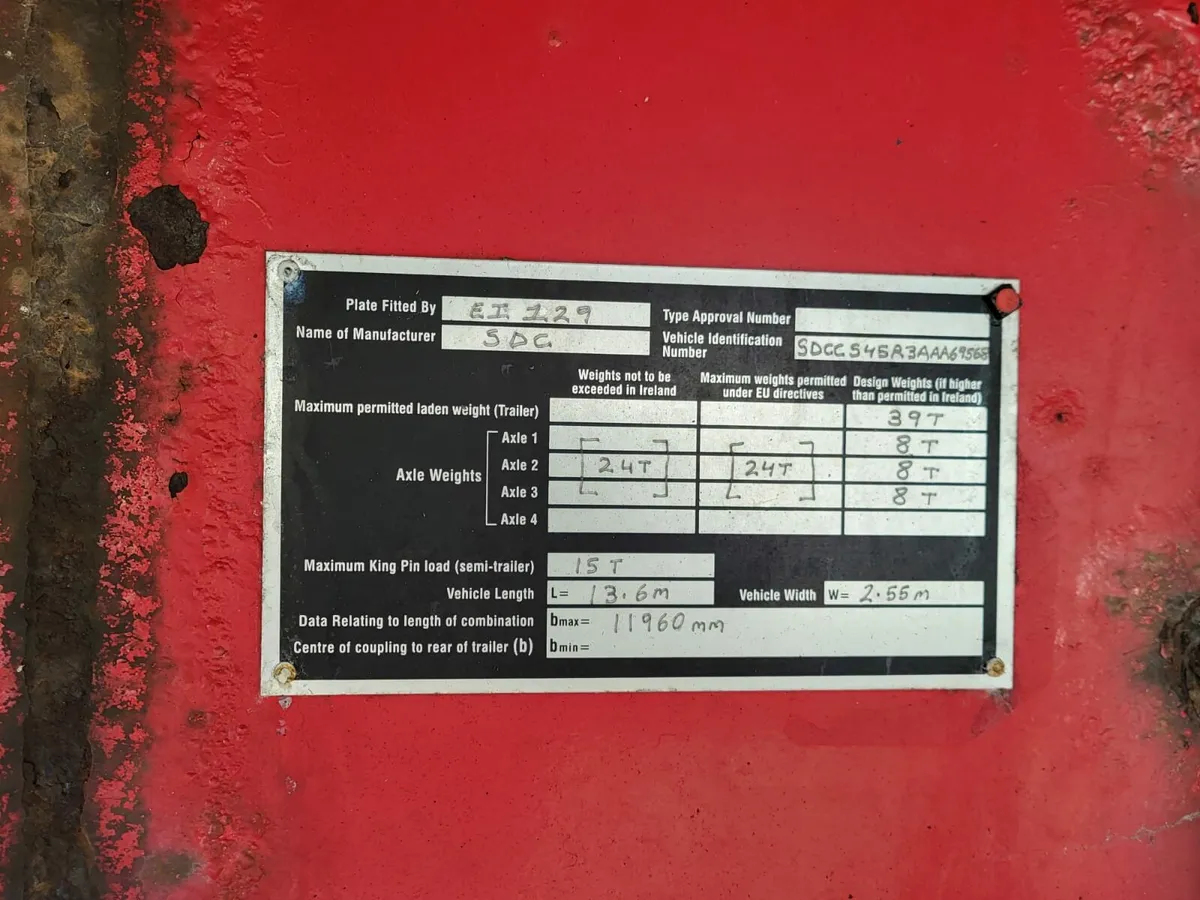 Plate Fitted By EI 129
Type Approval Number
Name of Manufacturer SDC
Vehicle Identification Number SDCCS45R3AAA69568
Weights not to be exceeded in Ireland
Maximum weights permitted under EU directives
Design Weights (if higher than permitted in Ireland)
Maximum permitted laden weight (Trailer) 39T
Axle Weights
Axle 1 8T
Axle 2 [24T] [24T] 8T
Axle 3 8T
Axle 4
Maximum King Pin load (semi-trailer) 15T
Vehicle Length L= 13.6m Vehicle Width W= 2.55m
Data Relating to length of combination bmax= 11960mm
Centre of coupling to rear of trailer (b) bmin=